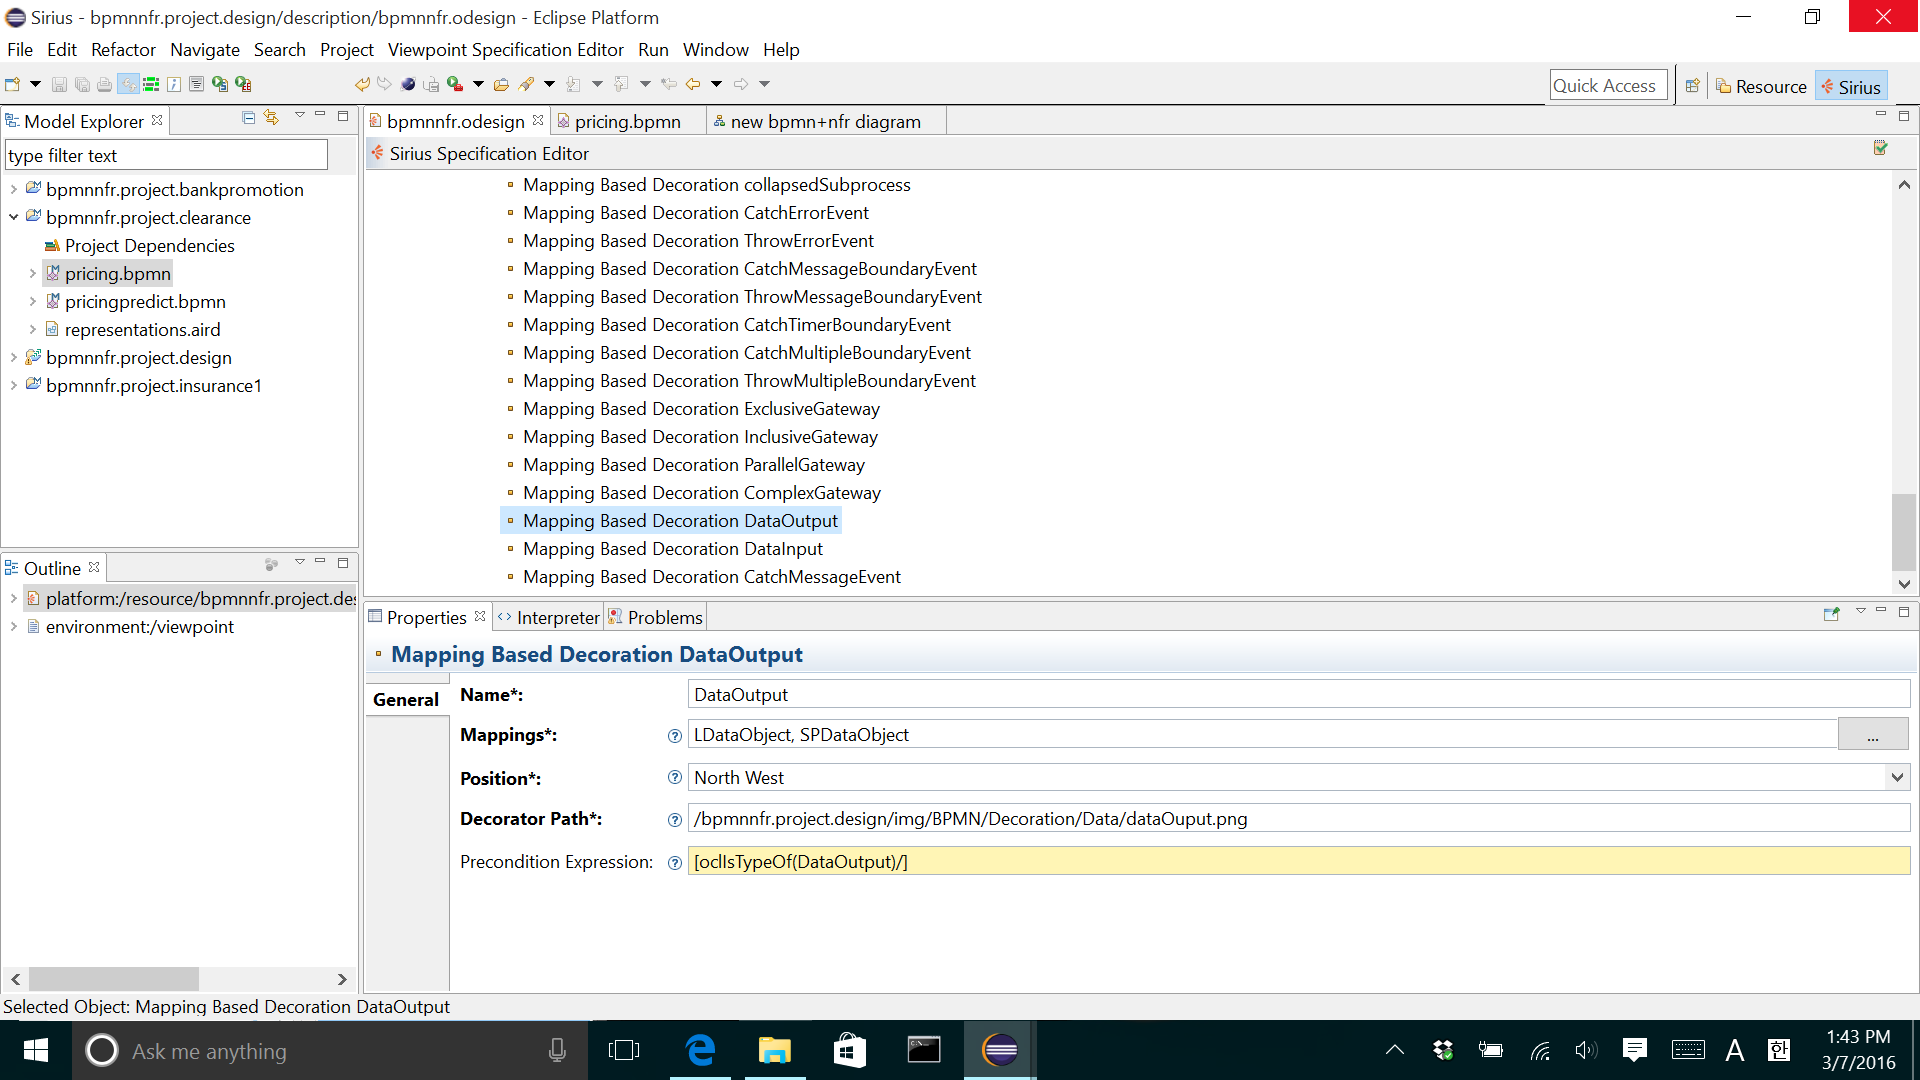 Sirius - bpmnnfr.project.design/description/bpmnnfr.odesign - Eclipse Platform
File Edit Refactor Navigate Search Project Viewpoint Specification Editor Run Window Help
Quick Access Resource Sirius
Model Explorer
type filter text
bpmnnfr.project.bankpromotion
bpmnnfr.project.clearance
Project Dependencies
pricing.bpmn
pricingpredict.bpmn
representations.aird
bpmnnfr.project.design
bpmnnfr.project.insurance1
Outline
platform:/resource/bpmnnfr.project.des
environment:/viewpoint
bpmnnfr.odesign pricing.bpmn new bpmn+nfr diagram
Sirius Specification Editor
Mapping Based Decoration collapsedSubprocess
Mapping Based Decoration CatchErrorEvent
Mapping Based Decoration ThrowErrorEvent
Mapping Based Decoration CatchMessageBoundaryEvent
Mapping Based Decoration ThrowMessageBoundaryEvent
Mapping Based Decoration CatchTimerBoundaryEvent
Mapping Based Decoration CatchMultipleBoundaryEvent
Mapping Based Decoration ThrowMultipleBoundaryEvent
Mapping Based Decoration ExclusiveGateway
Mapping Based Decoration InclusiveGateway
Mapping Based Decoration ParallelGateway
Mapping Based Decoration ComplexGateway
Mapping Based Decoration DataOutput
Mapping Based Decoration DataInput
Mapping Based Decoration CatchMessageEvent
Properties Interpreter Problems
Mapping Based Decoration DataOutput
General
Name*: DataOutput
Mappings*: LDataObject, SPDataObject ...
Position*: North West
Decorator Path*: /bpmnnfr.project.design/img/BPMN/Decoration/Data/dataOuput.png
Precondition Expression: [oclIsTypeOf(DataOutput)/]
Selected Object: Mapping Based Decoration DataOutput
Ask me anything
A 한
1:43 PM
3/7/2016